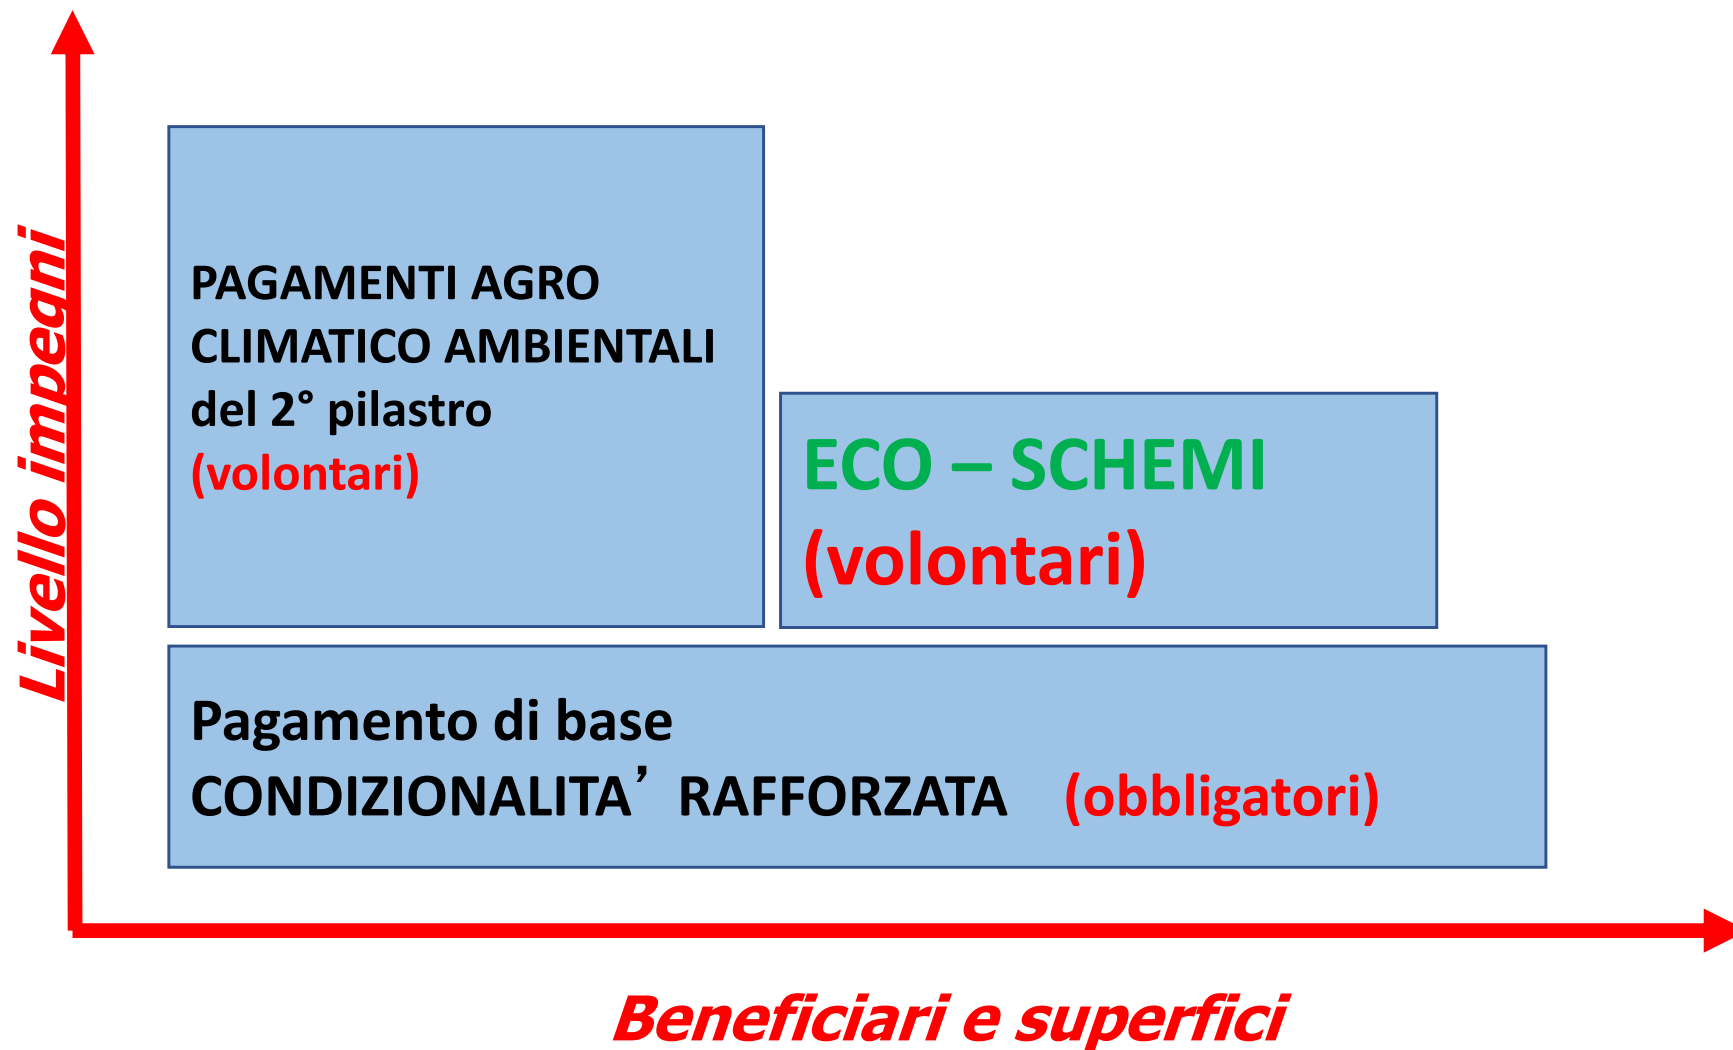 Livello impegni
PAGAMENTI AGRO
CLIMATICO AMBIENTALI
del 2° pilastro
(volontari)
ECO – SCHEMI
(volontari)
Pagamento di base
CONDIZIONALITA’ RAFFORZATA (obbligatori)
Beneficiari e superfici